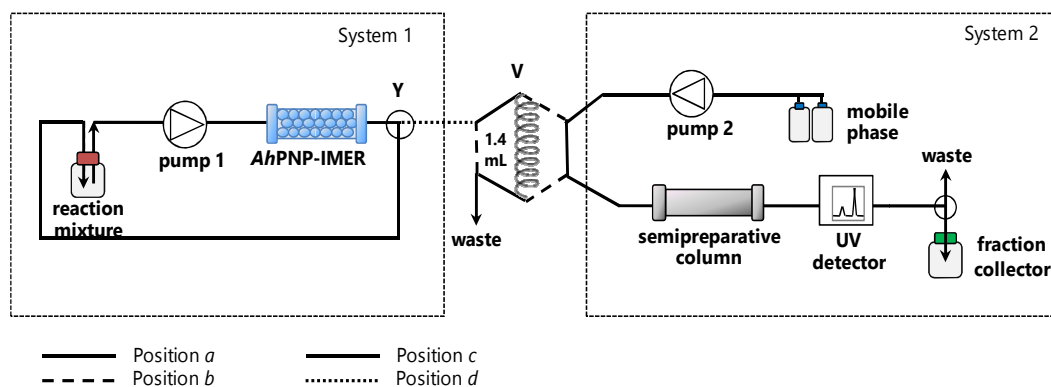 System 1
System 2
V
Y
1.4
mL
pump 1
AhPNP-IMER
pump 2
mobile
phase
reaction
mixture
waste
waste
semipreparative
column
UV
detector
fraction
collector
Position a
Position c
Position b
Position d